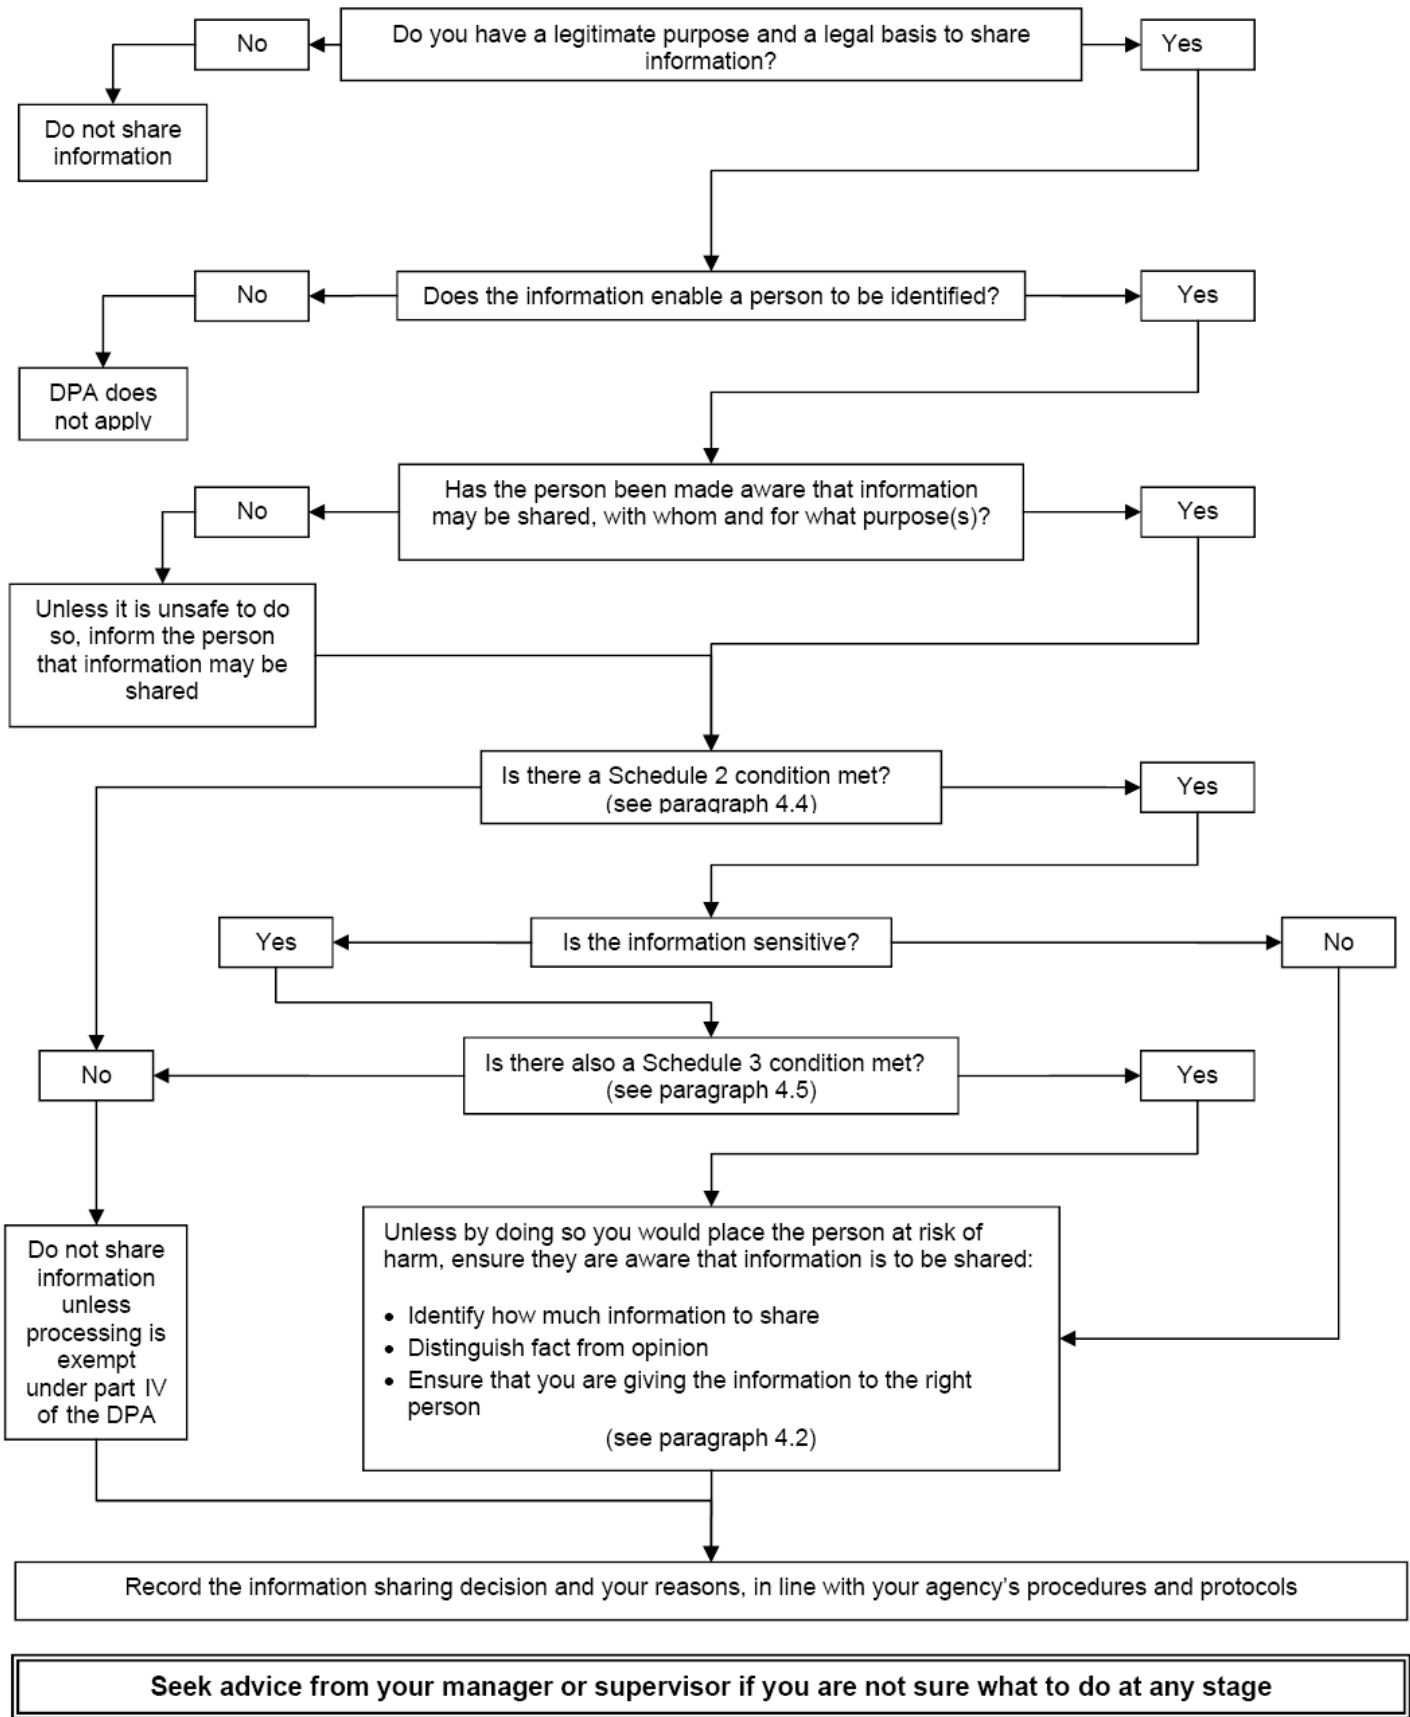 Do you have a legitimate purpose and a legal basis to share
information?
No
Yes
Do not share
information
Does the information enable a person to be identified?
No
Yes
DPA does
not apply
Has the person been made aware that information
may be shared, with whom and for what purpose(s)?
No
Yes
Unless it is unsafe to do
so, inform the person
that information may be
shared
Is there a Schedule 2 condition met?
(see paragraph 4.4)
Yes
Is the information sensitive?
Yes
No
Is there also a Schedule 3 condition met?
(see paragraph 4.5)
No
Yes
Do not share
information
unless
processing is
exempt
under part IV
of the DPA
Unless by doing so you would place the person at risk of
harm, ensure they are aware that information is to be shared:
• Identify how much information to share
• Distinguish fact from opinion
• Ensure that you are giving the information to the right
person
(see paragraph 4.2)
Record the information sharing decision and your reasons, in line with your agency’s procedures and protocols
Seek advice from your manager or supervisor if you are not sure what to do at any stage